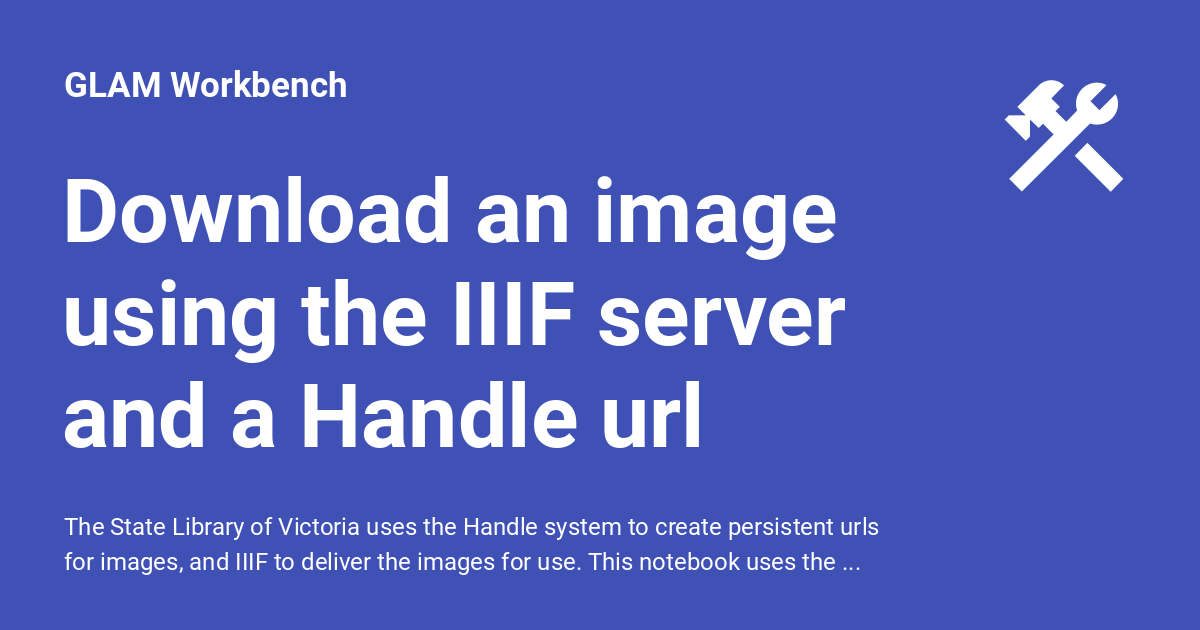 GLAM Workbench
Download an image
using the IIIF server
and a Handle url
The State Library of Victoria uses the Handle system to create persistent urls
for images, and IIIF to deliver the images for use. This notebook uses the ...